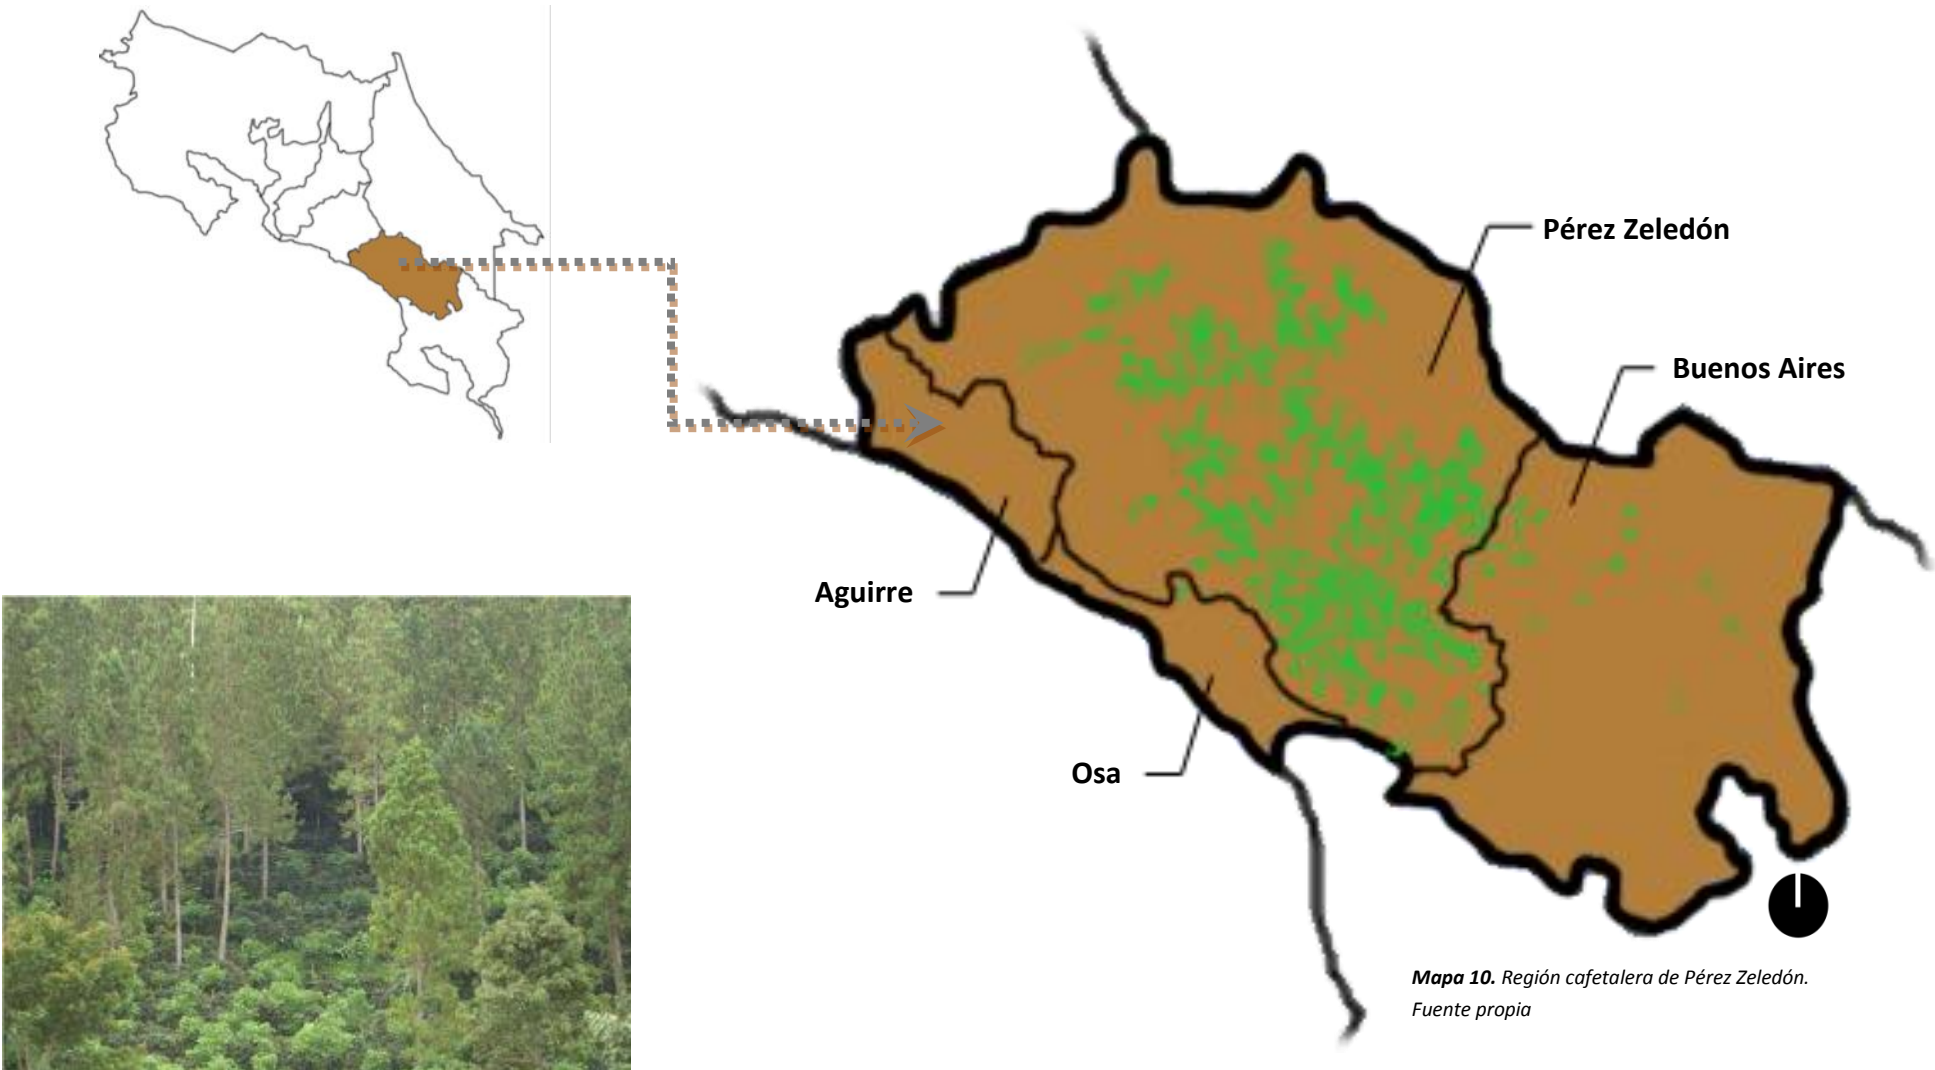 Pérez Zeledón
Buenos Aires
Aguirre
Osa
Mapa 10. Región cafetalera de Pérez Zeledón.
Fuente propia